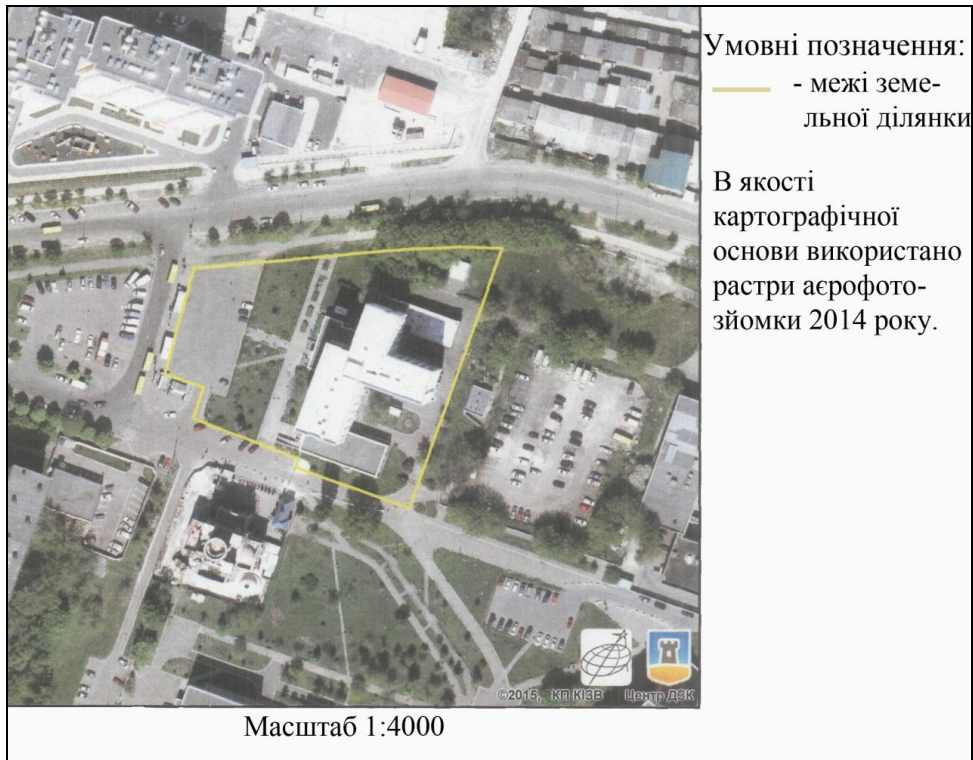 Умовні позначення:
- межі земе-
льної ділянки
В якості
картографічної
основи використано
растри аєрофото-
зйомки 2014 року.
©2015, КП КІЗВ Центр ДЗК
Масштаб 1:4000